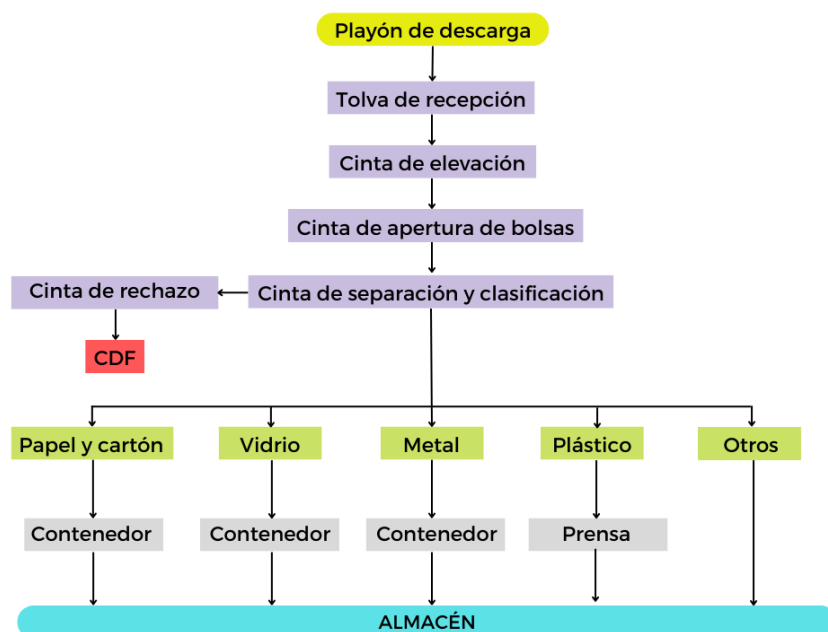 Playón de descarga
Tolva de recepción
Cinta de elevación
Cinta de apertura de bolsas
Cinta de rechazo
Cinta de separación y clasificación
CDF
Papel y cartón
Vidrio
Metal
Plástico
Otros
Contenedor
Contenedor
Contenedor
Prensa
ALMACÉN